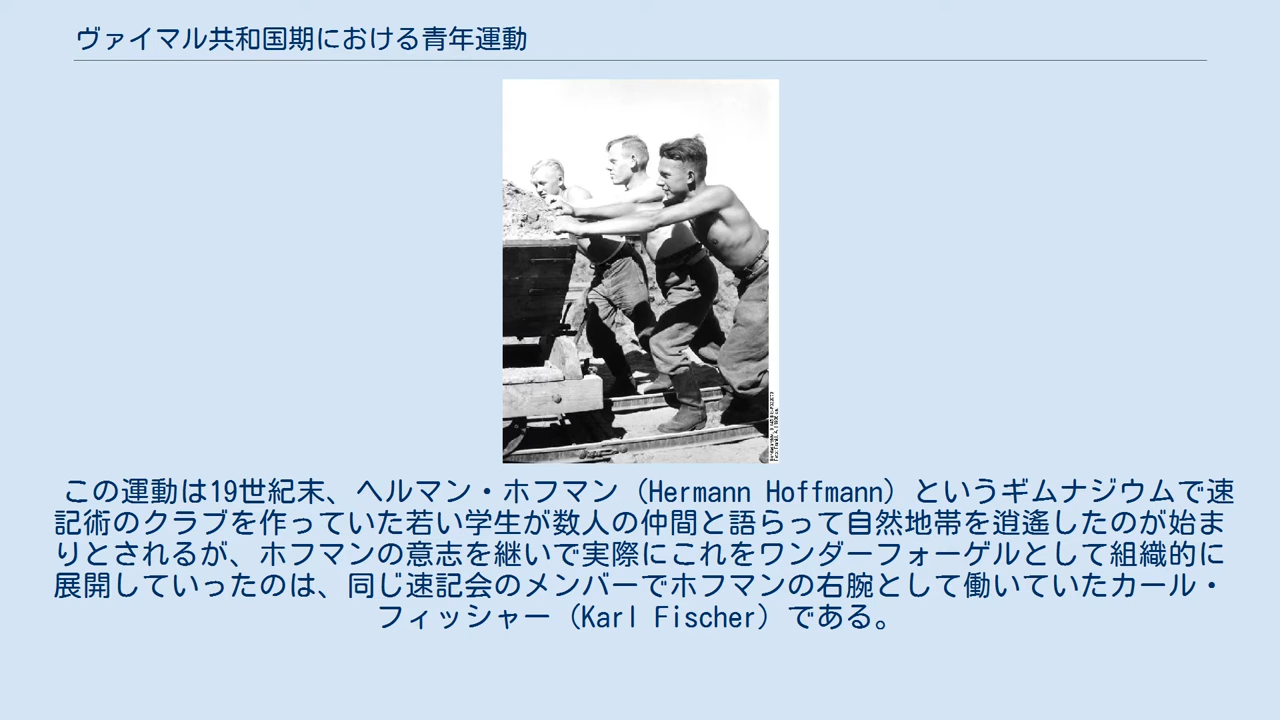 ヴァイマル共和国期における青年運動
この運動は19世紀末、ヘルマン・ホフマン（Hermann Hoffmann）というギムナジウムで速
記術のクラブを作っていた若い学生が数人の仲間と語らって自然地帯を逍遙したのが始ま
りとされるが、ホフマンの意志を継いで実際にこれをワンダーフォーゲルとして組織的に
展開していったのは、同じ速記会のメンバーでホフマンの右腕として働いていたカール・
フィッシャー（Karl Fischer）である。